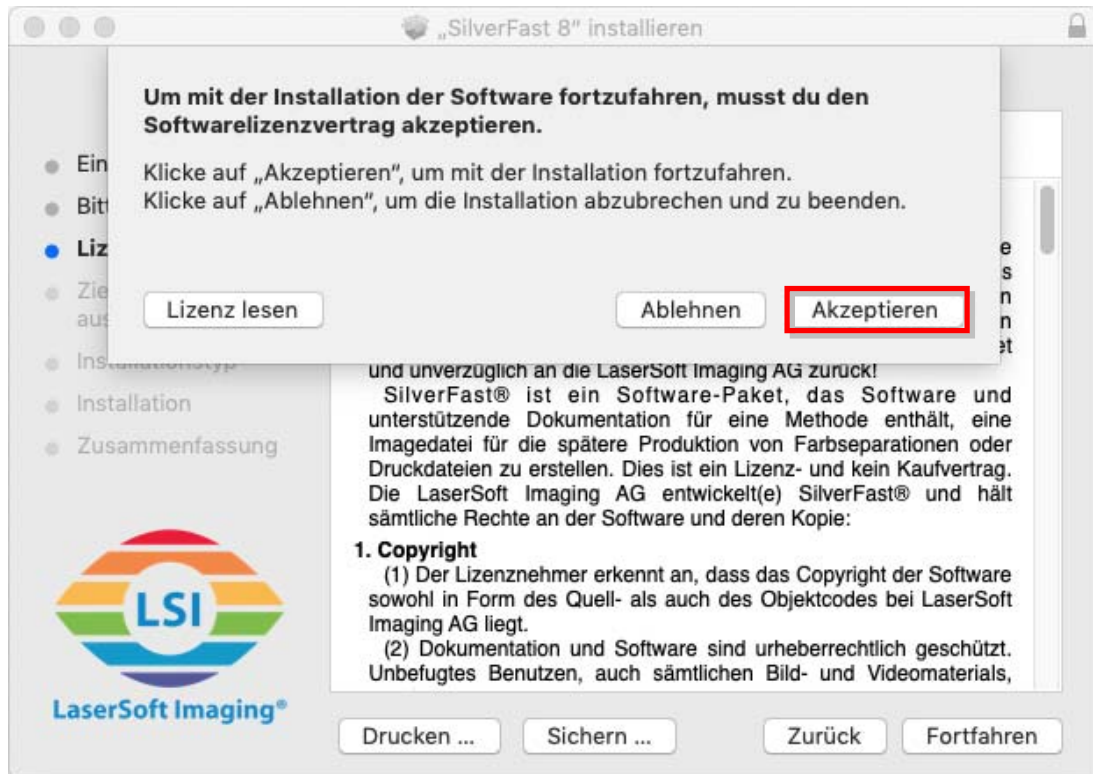 „SilverFast 8“ installieren
Um mit der Installation der Software fortzufahren, musst du den
Softwarelizenzvertrag akzeptieren.
Klicke auf „Akzeptieren“, um mit der Installation fortzufahren.
Klicke auf „Ablehnen“, um die Installation abzubrechen und zu beenden.
Lizenz lesen
Ablehnen
Akzeptieren
Ein
Bitt
Liz
Zie
aus
Installationstyp
Installation
Zusammenfassung
LSI
LaserSoft Imaging®
e
s
n
n
et
und unverzüglich an die LaserSoft Imaging AG zurück!
SilverFast® ist ein Software-Paket, das Software und
unterstützende Dokumentation für eine Methode enthält, eine
Imagedatei für die spätere Produktion von Farbseparationen oder
Druckdateien zu erstellen. Dies ist ein Lizenz- und kein Kaufvertrag.
Die LaserSoft Imaging AG entwickelt(e) SilverFast® und hält
sämtliche Rechte an der Software und deren Kopie:
1. Copyright
(1) Der Lizenznehmer erkennt an, dass das Copyright der Software
sowohl in Form des Quell- als auch des Objektcodes bei LaserSoft
Imaging AG liegt.
(2) Dokumentation und Software sind urheberrechtlich geschützt.
Unbefugtes Benutzen, auch sämtlichen Bild- und Videomaterials,
Drucken ...
Sichern ...
Zurück
Fortfahren